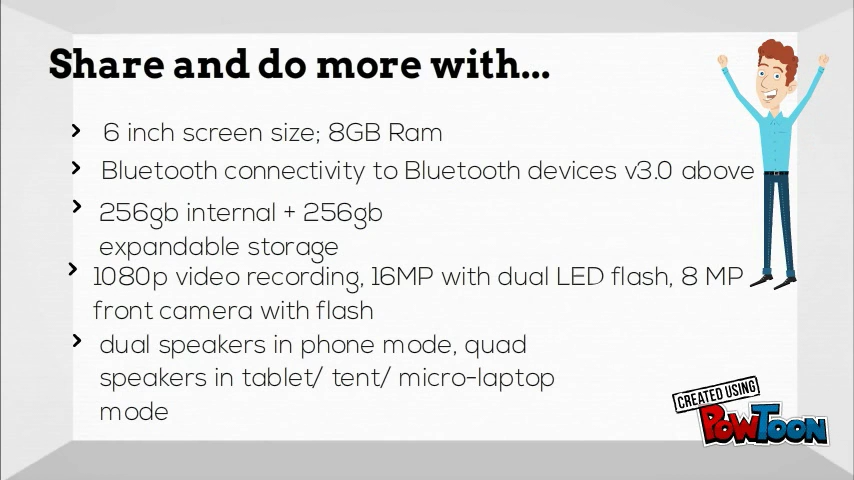 Share and do more with...
6 inch screen size; 8GB Ram
Bluetooth connectivity to Bluetooth devices v3.0 above
256gb internal + 256gb
expandable storage
1080p video recording, 16MP with dual LED flash, 8 MP
front camera with flash
dual speakers in phone mode, quad
speakers in tablet/ tent/ micro-laptop
mode
CREATED USING
POWTOON